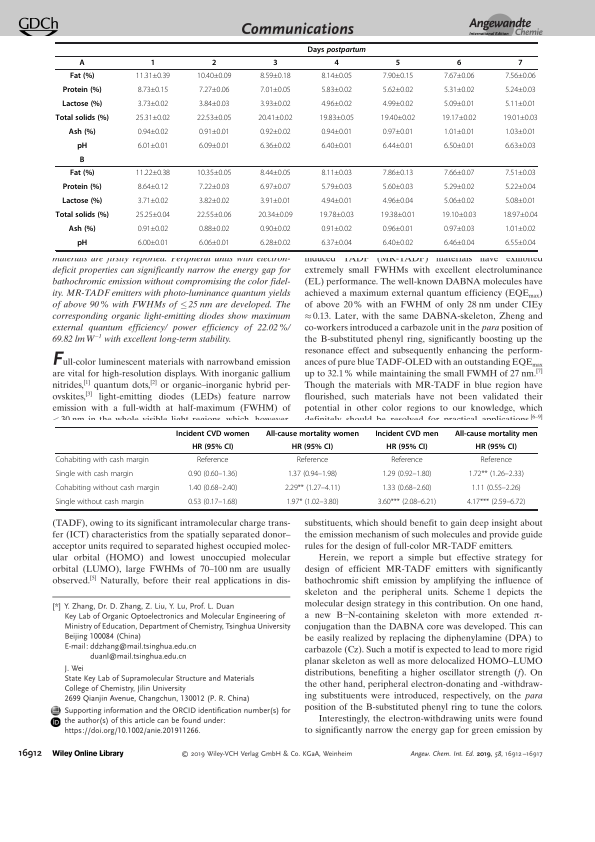 GDCh
Communications
Angewandte
International Edition Chemie
Days postpartum
A 1 2 3 4 5 6 7
Fat (%) 11.31±0.39 10.40±0.09 8.59±0.18 8.14±0.05 7.90±0.15 7.67±0.06 7.56±0.06
Protein (%) 8.73±0.15 7.27±0.06 7.01±0.05 5.83±0.02 5.62±0.02 5.31±0.02 5.24±0.03
Lactose (%) 3.73±0.02 3.84±0.03 3.93±0.02 4.96±0.02 4.99±0.02 5.09±0.01 5.11±0.01
Total solids (%) 25.31±0.02 22.53±0.05 20.41±0.02 19.83±0.05 19.40±0.02 19.17±0.02 19.01±0.03
Ash (%) 0.94±0.02 0.91±0.01 0.92±0.02 0.94±0.01 0.97±0.01 1.01±0.01 1.03±0.01
pH 6.01±0.01 6.09±0.01 6.36±0.02 6.40±0.01 6.44±0.01 6.50±0.01 6.63±0.03
B
Fat (%) 11.22±0.38 10.35±0.05 8.44±0.05 8.11±0.03 7.86±0.13 7.66±0.07 7.51±0.03
Protein (%) 8.64±0.12 7.22±0.03 6.97±0.07 5.79±0.03 5.60±0.03 5.29±0.02 5.22±0.04
Lactose (%) 3.71±0.02 3.82±0.02 3.91±0.01 4.94±0.01 4.96±0.04 5.06±0.02 5.08±0.01
Total solids (%) 25.25±0.04 22.55±0.06 20.34±0.09 19.78±0.03 19.38±0.01 19.10±0.03 18.97±0.04
Ash (%) 0.91±0.02 0.88±0.02 0.90±0.02 0.91±0.02 0.96±0.01 0.97±0.03 1.01±0.02
pH 6.00±0.01 6.06±0.01 6.28±0.02 6.37±0.04 6.40±0.02 6.46±0.04 6.55±0.04
materials are firstly reported. Peripheral units with electron-
deficit properties can significantly narrow the energy gap for
bathochromic emission without compromising the color fidel-
ity. MR-TADF emitters with photo-luminance quantum yields
of above 90 % with FWHMs of ≤25 nm are developed. The
corresponding organic light-emitting diodes show maximum
external quantum efficiency/ power efficiency of 22.02 %/
69.82 lm W−1 with excellent long-term stability.
Full-color luminescent materials with narrowband emission
are vital for high-resolution displays. With inorganic gallium
nitrides,[1] quantum dots,[2] or organic–inorganic hybrid per-
ovskites,[3] light-emitting diodes (LEDs) feature narrow
emission with a full-width at half-maximum (FWHM) of
<30 nm in the whole visible light regions which, however,
induced TADF (MR-TADF) materials have exhibited
extremely small FWHMs with excellent electroluminance
(EL) performance. The well-known DABNA molecules have
achieved a maximum external quantum efficiency (EQEmax)
of above 20 % with an FWHM of only 28 nm under CIEy
≈0.13. Later, with the same DABNA-skeleton, Zheng and
co-workers introduced a carbazole unit in the para position of
the B-substituted phenyl ring, significantly boosting up the
resonance effect and subsequently enhancing the perform-
ances of pure blue TADF-OLED with an outstanding EQEmax
up to 32.1 % while maintaining the small FWMH of 27 nm.[7]
Though the materials with MR-TADF in blue region have
flourished, such materials have not been validated their
potential in other color regions to our knowledge, which
definitely should be resolved for practical applications.[6–9]
Incident CVD women All-cause mortality women Incident CVD men All-cause mortality men
HR (95% CI) HR (95% CI) HR (95% CI) HR (95% CI)
Cohabiting with cash margin Reference Reference Reference Reference
Single with cash margin 0.90 (0.60–1.36) 1.37 (0.94–1.98) 1.29 (0.92–1.80) 1.72** (1.26–2.33)
Cohabiting without cash margin 1.40 (0.68–2.40) 2.29** (1.27–4.11) 1.33 (0.68–2.60) 1.11 (0.55–2.26)
Single without cash margin 0.53 (0.17–1.68) 1.97* (1.02–3.80) 3.60*** (2.08–6.21) 4.17*** (2.59–6.72)
(TADF), owing to its significant intramolecular charge trans-
fer (ICT) characteristics from the spatially separated donor–
acceptor units required to separated highest occupied molec-
ular orbital (HOMO) and lowest unoccupied molecular
orbital (LUMO), large FWHMs of 70–100 nm are usually
observed.[5] Naturally, before their real applications in dis-
[*] Y. Zhang, Dr. D. Zhang, Z. Liu, Y. Lu, Prof. L. Duan
Key Lab of Organic Optoelectronics and Molecular Engineering of
Ministry of Education, Department of Chemistry, Tsinghua University
Beijing 100084 (China)
E-mail: ddzhang@mail.tsinghua.edu.cn
duanl@mail.tsinghua.edu.cn
J. Wei
State Key Lab of Supramolecular Structure and Materials
College of Chemistry, Jilin University
2699 Qianjin Avenue, Changchun, 130012 (P. R. China)
Supporting information and the ORCID identification number(s) for
iD the author(s) of this article can be found under:
https://doi.org/10.1002/anie.201911266.
substituents, which should benefit to gain deep insight about
the emission mechanism of such molecules and provide guide
rules for the design of full-color MR-TADF emitters.
Herein, we report a simple but effective strategy for
design of efficient MR-TADF emitters with significantly
bathochromic shift emission by amplifying the influence of
skeleton and the peripheral units. Scheme 1 depicts the
molecular design strategy in this contribution. On one hand,
a new B−N-containing skeleton with more extended π-
conjugation than the DABNA core was developed. This can
be easily realized by replacing the diphenylamine (DPA) to
carbazole (Cz). Such a motif is expected to lead to more rigid
planar skeleton as well as more delocalized HOMO–LUMO
distributions, benefiting a higher oscillator strength (f). On
the other hand, peripheral electron-donating and -withdraw-
ing substituents were introduced, respectively, on the para
position of the B-substituted phenyl ring to tune the colors.
Interestingly, the electron-withdrawing units were found
to significantly narrow the energy gap for green emission by
16912 Wiley Online Library © 2019 Wiley-VCH Verlag GmbH & Co. KGaA, Weinheim Angew. Chem. Int. Ed. 2019, 58, 16912–16917